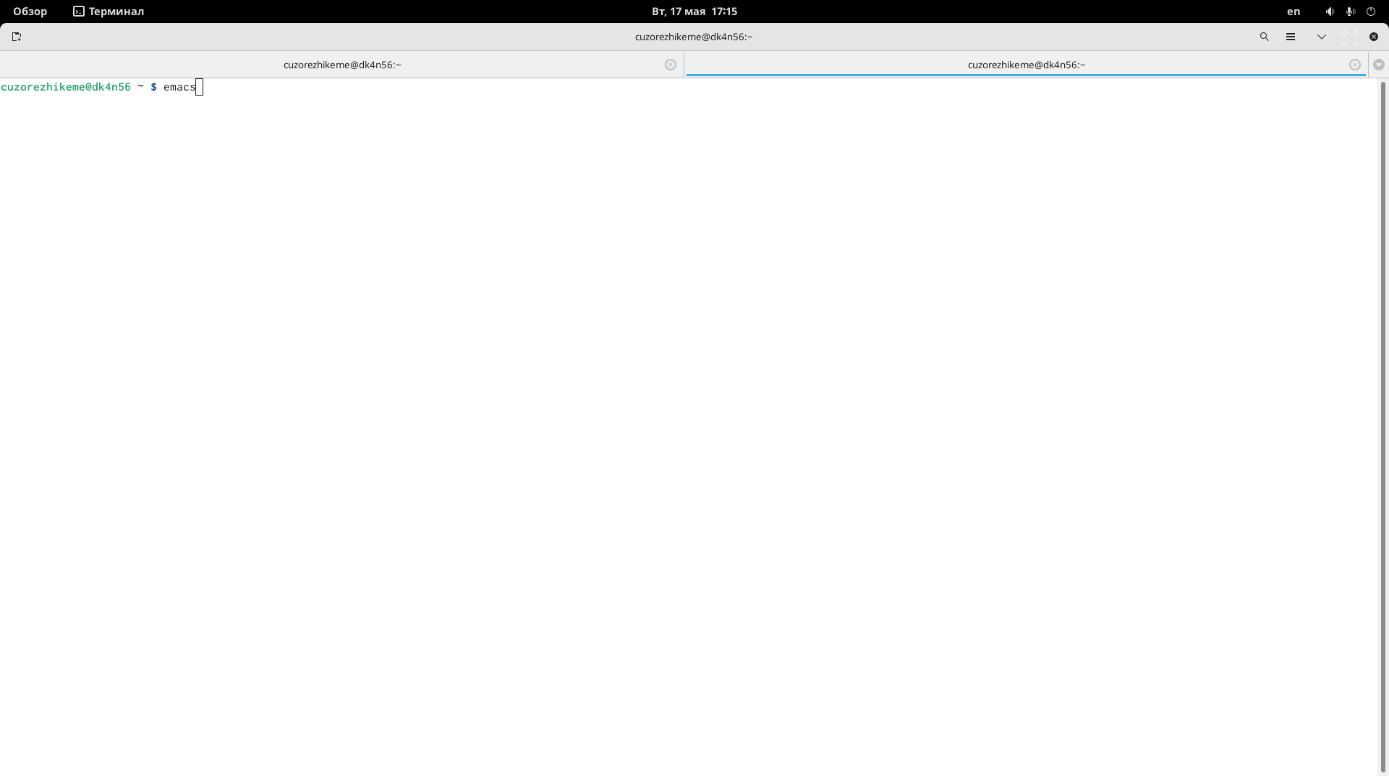 Обзор Терминал Вт, 17 мая 17:15 en
cuzorezhikeme@dk4n56:~
cuzorezhikeme@dk4n56:~ cuzorezhikeme@dk4n56:~
cuzorezhikeme@dk4n56 ~ $ emacs